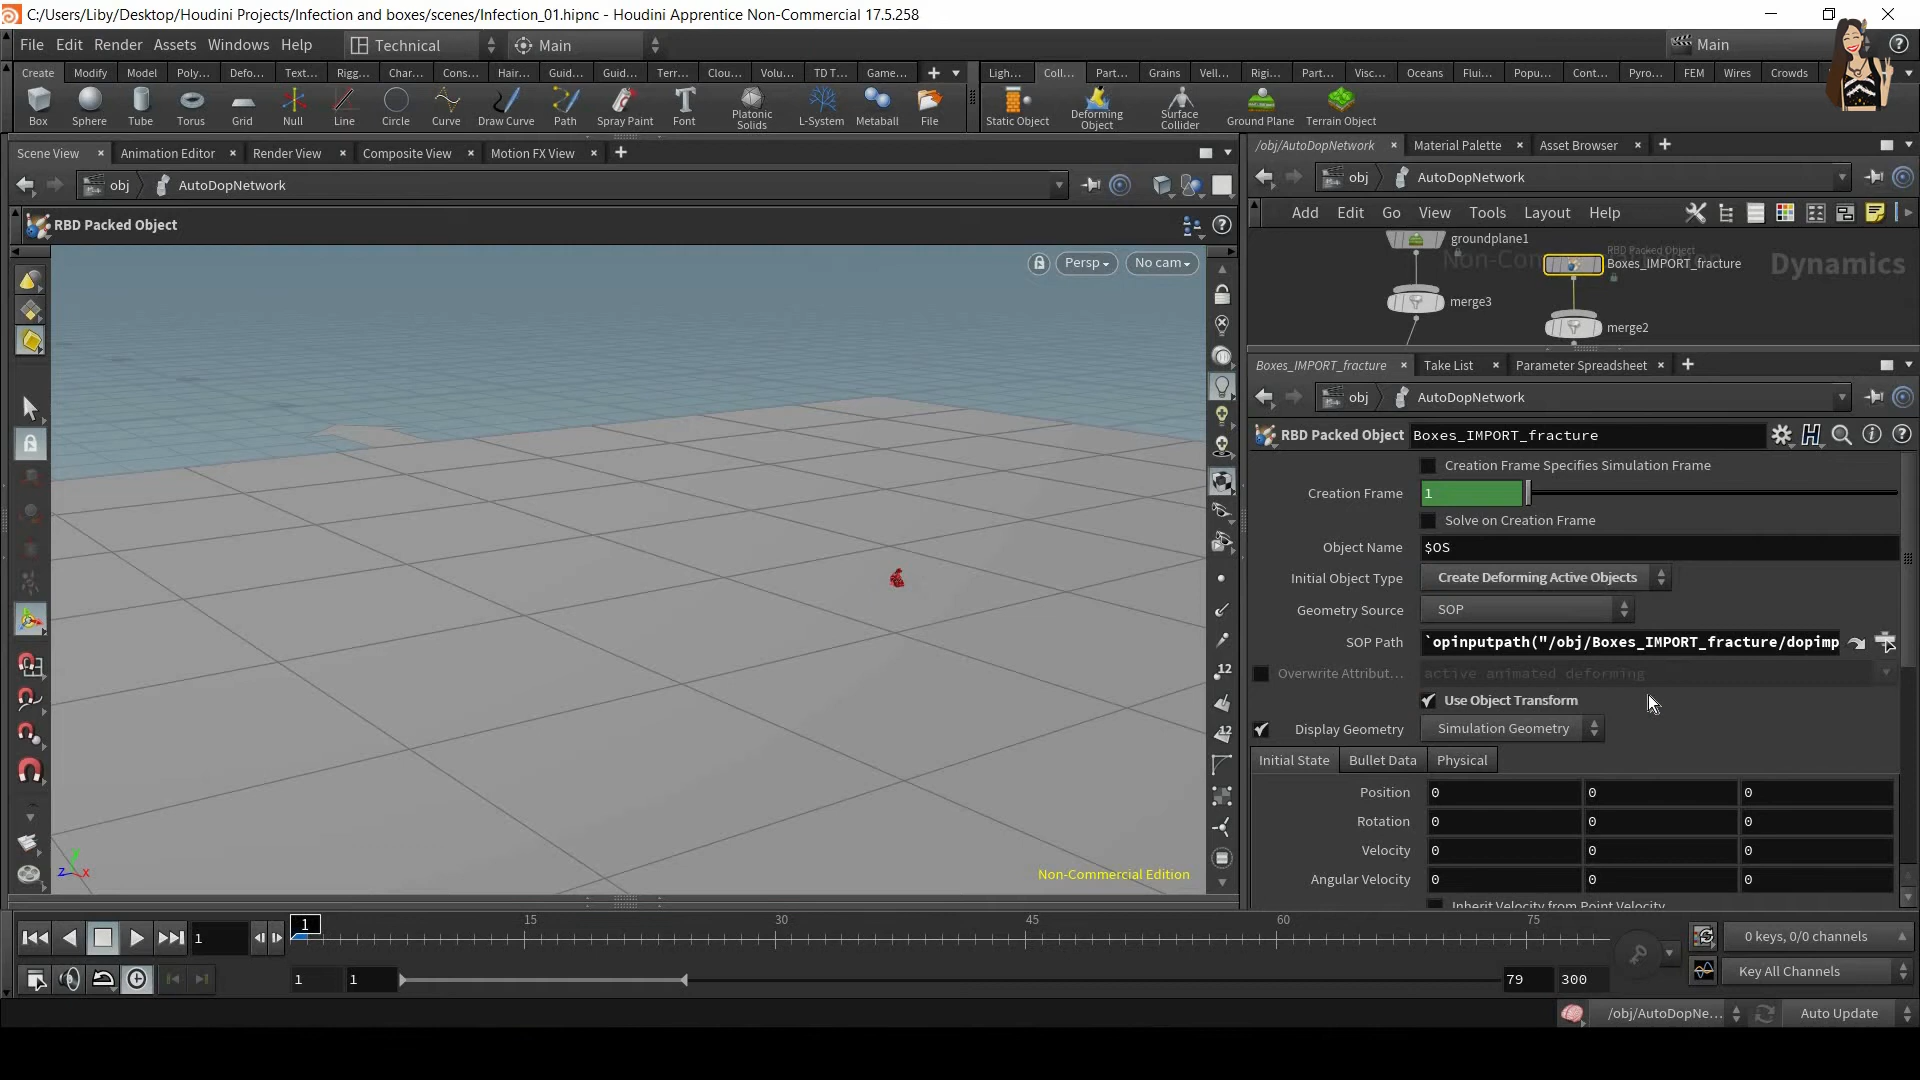 C:/Users/Liby/Desktop/Houdini Projects/Infection and boxes/scenes/Infection_01.hipnc - Houdini Apprentice Non-Commercial 17.5.258
File Edit Render Assets Windows Help Technical Main Main
Create Modify Model Poly... Defo... Text... Rigg... Char... Cons... Hair... Guid... Guid... Terr... Clou... Volu... TD T... Game... Ligh... Coll... Part... Grains Vell... Rigi... Part... Visc... Oceans Flui... Popu... Cont... Pyro... FEM Wires Crowds
Box Sphere Tube Torus Grid Null Line Circle Curve Draw Curve Path Spray Paint Font Platonic Solids L-System Metaball File Static Object Deforming Object Surface Collider Ground Plane Terrain Object
Scene View Animation Editor Render View Composite View Motion FX View
obj AutoDopNetwork
RBD Packed Object
Persp No cam
Non-Commercial Edition
z y x
12
12
/obj/AutoDopNetwork Material Palette Asset Browser
obj AutoDopNetwork
Add Edit Go View Tools Layout Help
groundplane1
RBD Packed Object
Boxes_IMPORT_fracture
Dynamics
merge3
merge2
Boxes_IMPORT_fracture Take List Parameter Spreadsheet
obj AutoDopNetwork
RBD Packed Object Boxes_IMPORT_fracture
Creation Frame Specifies Simulation Frame
Creation Frame 1
Solve on Creation Frame
Object Name $OS
Initial Object Type Create Deforming Active Objects
Geometry Source SOP
SOP Path `opinputpath("/obj/Boxes_IMPORT_fracture/dopimp
Overwrite Attribut... active animated deforming
Use Object Transform
Display Geometry Simulation Geometry
Initial State Bullet Data Physical
Position 0 0 0
Rotation 0 0 0
Velocity 0 0 0
Angular Velocity 0 0 0
Inherit Velocity from Point Velocity
1 1 15 30 45 60 75
0 keys, 0/0 channels
1 1 79 300
Key All Channels
/obj/AutoDopNe... Auto Update